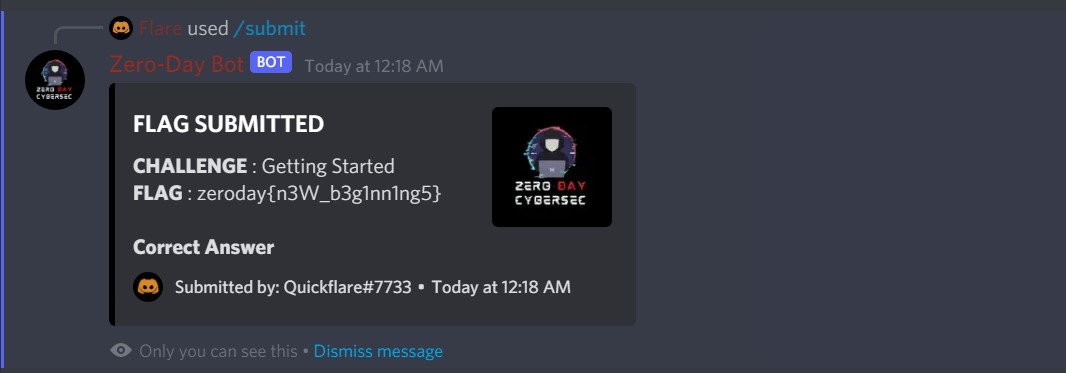 Flare used /submit
Zero-Day Bot BOT Today at 12:18 AM
FLAG SUBMITTED
CHALLENGE : Getting Started
FLAG : zeroday{n3W_b3g1nn1ng5}
ZERO DAY
CYBERSEC
Correct Answer
Submitted by: Quickflare#7733 • Today at 12:18 AM
Only you can see this • Dismiss message
ZERO DAY
CYBERSEC